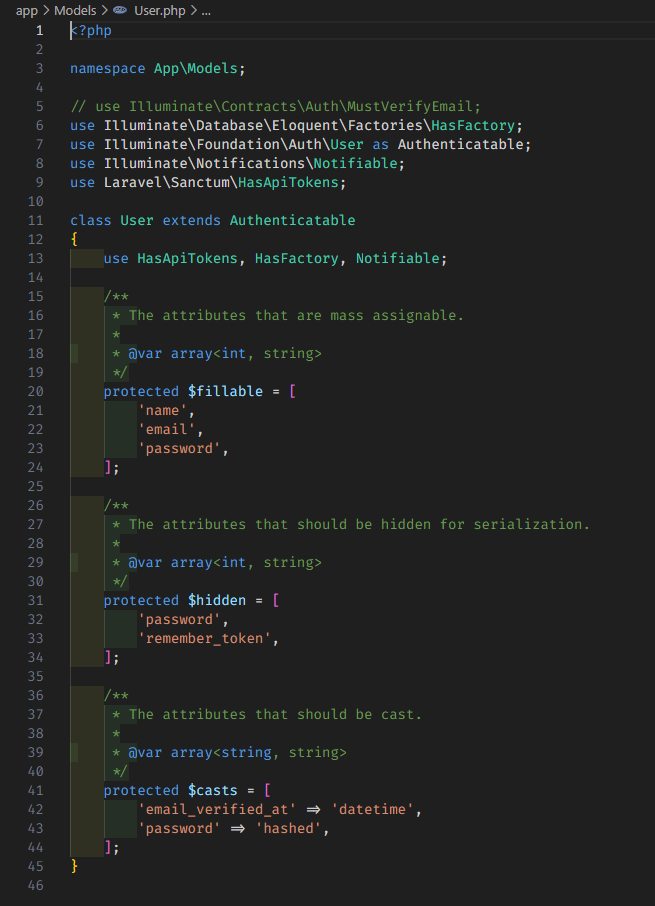 app > Models > User.php > ...
1 <?php
2
3 namespace App\Models;
4
5 // use Illuminate\Contracts\Auth\MustVerifyEmail;
6 use Illuminate\Database\Eloquent\Factories\HasFactory;
7 use Illuminate\Foundation\Auth\User as Authenticatable;
8 use Illuminate\Notifications\Notifiable;
9 use Laravel\Sanctum\HasApiTokens;
10
11 class User extends Authenticatable
12 {
13     use HasApiTokens, HasFactory, Notifiable;
14
15     /**
16      * The attributes that are mass assignable.
17      *
18      * @var array<int, string>
19      */
20     protected $fillable = [
21         'name',
22         'email',
23         'password',
24     ];
25
26     /**
27      * The attributes that should be hidden for serialization.
28      *
29      * @var array<int, string>
30      */
31     protected $hidden = [
32         'password',
33         'remember_token',
34     ];
35
36     /**
37      * The attributes that should be cast.
38      *
39      * @var array<string, string>
40      */
41     protected $casts = [
42         'email_verified_at' => 'datetime',
43         'password' => 'hashed',
44     ];
45 }
46